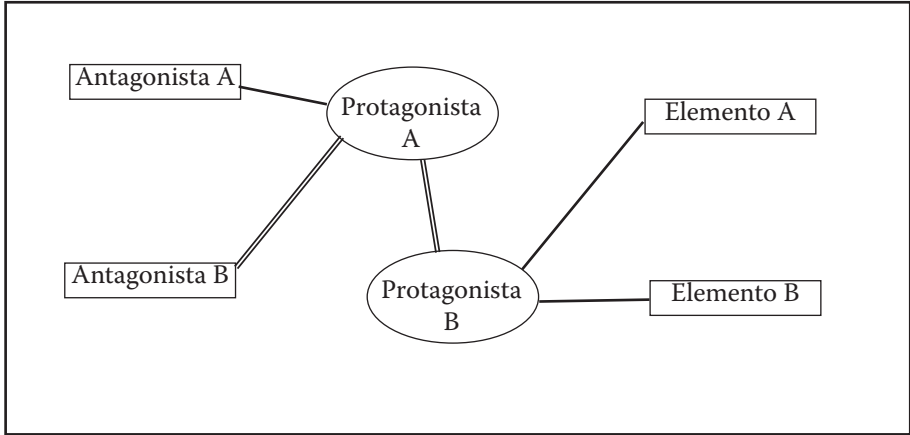 Antagonista A
Protagonista
A
Elemento A
Antagonista B
Protagonista
B
Elemento B